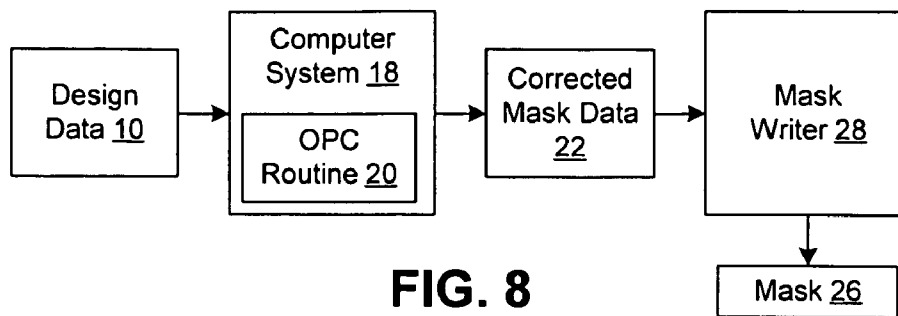 Design
Data 10
Computer
System 18
OPC
Routine 20
Corrected
Mask Data
22
Mask
Writer 28
Mask 26
FIG. 8